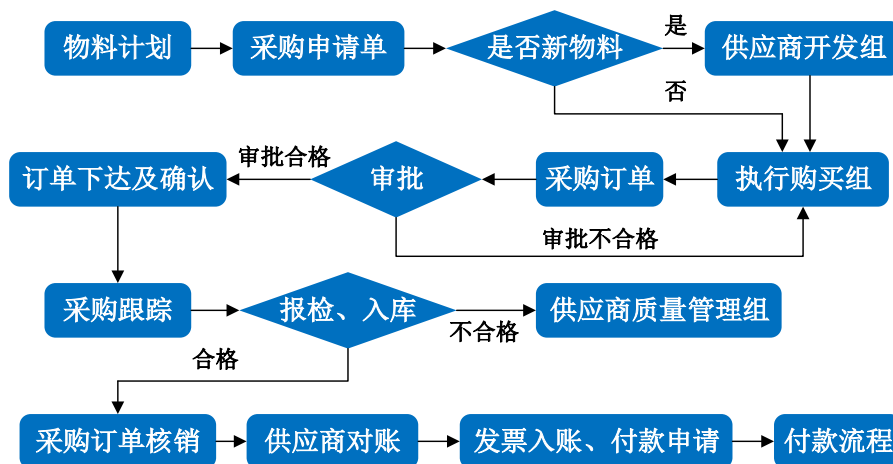 物料计划
采购申请单
是否新物料
是
供应商开发组
否
审批合格
订单下达及确认
审批
采购订单
执行购买组
审批不合格
采购跟踪
报检、入库
不合格
供应商质量管理组
合格
采购订单核销
供应商对账
发票入账、付款申请
付款流程